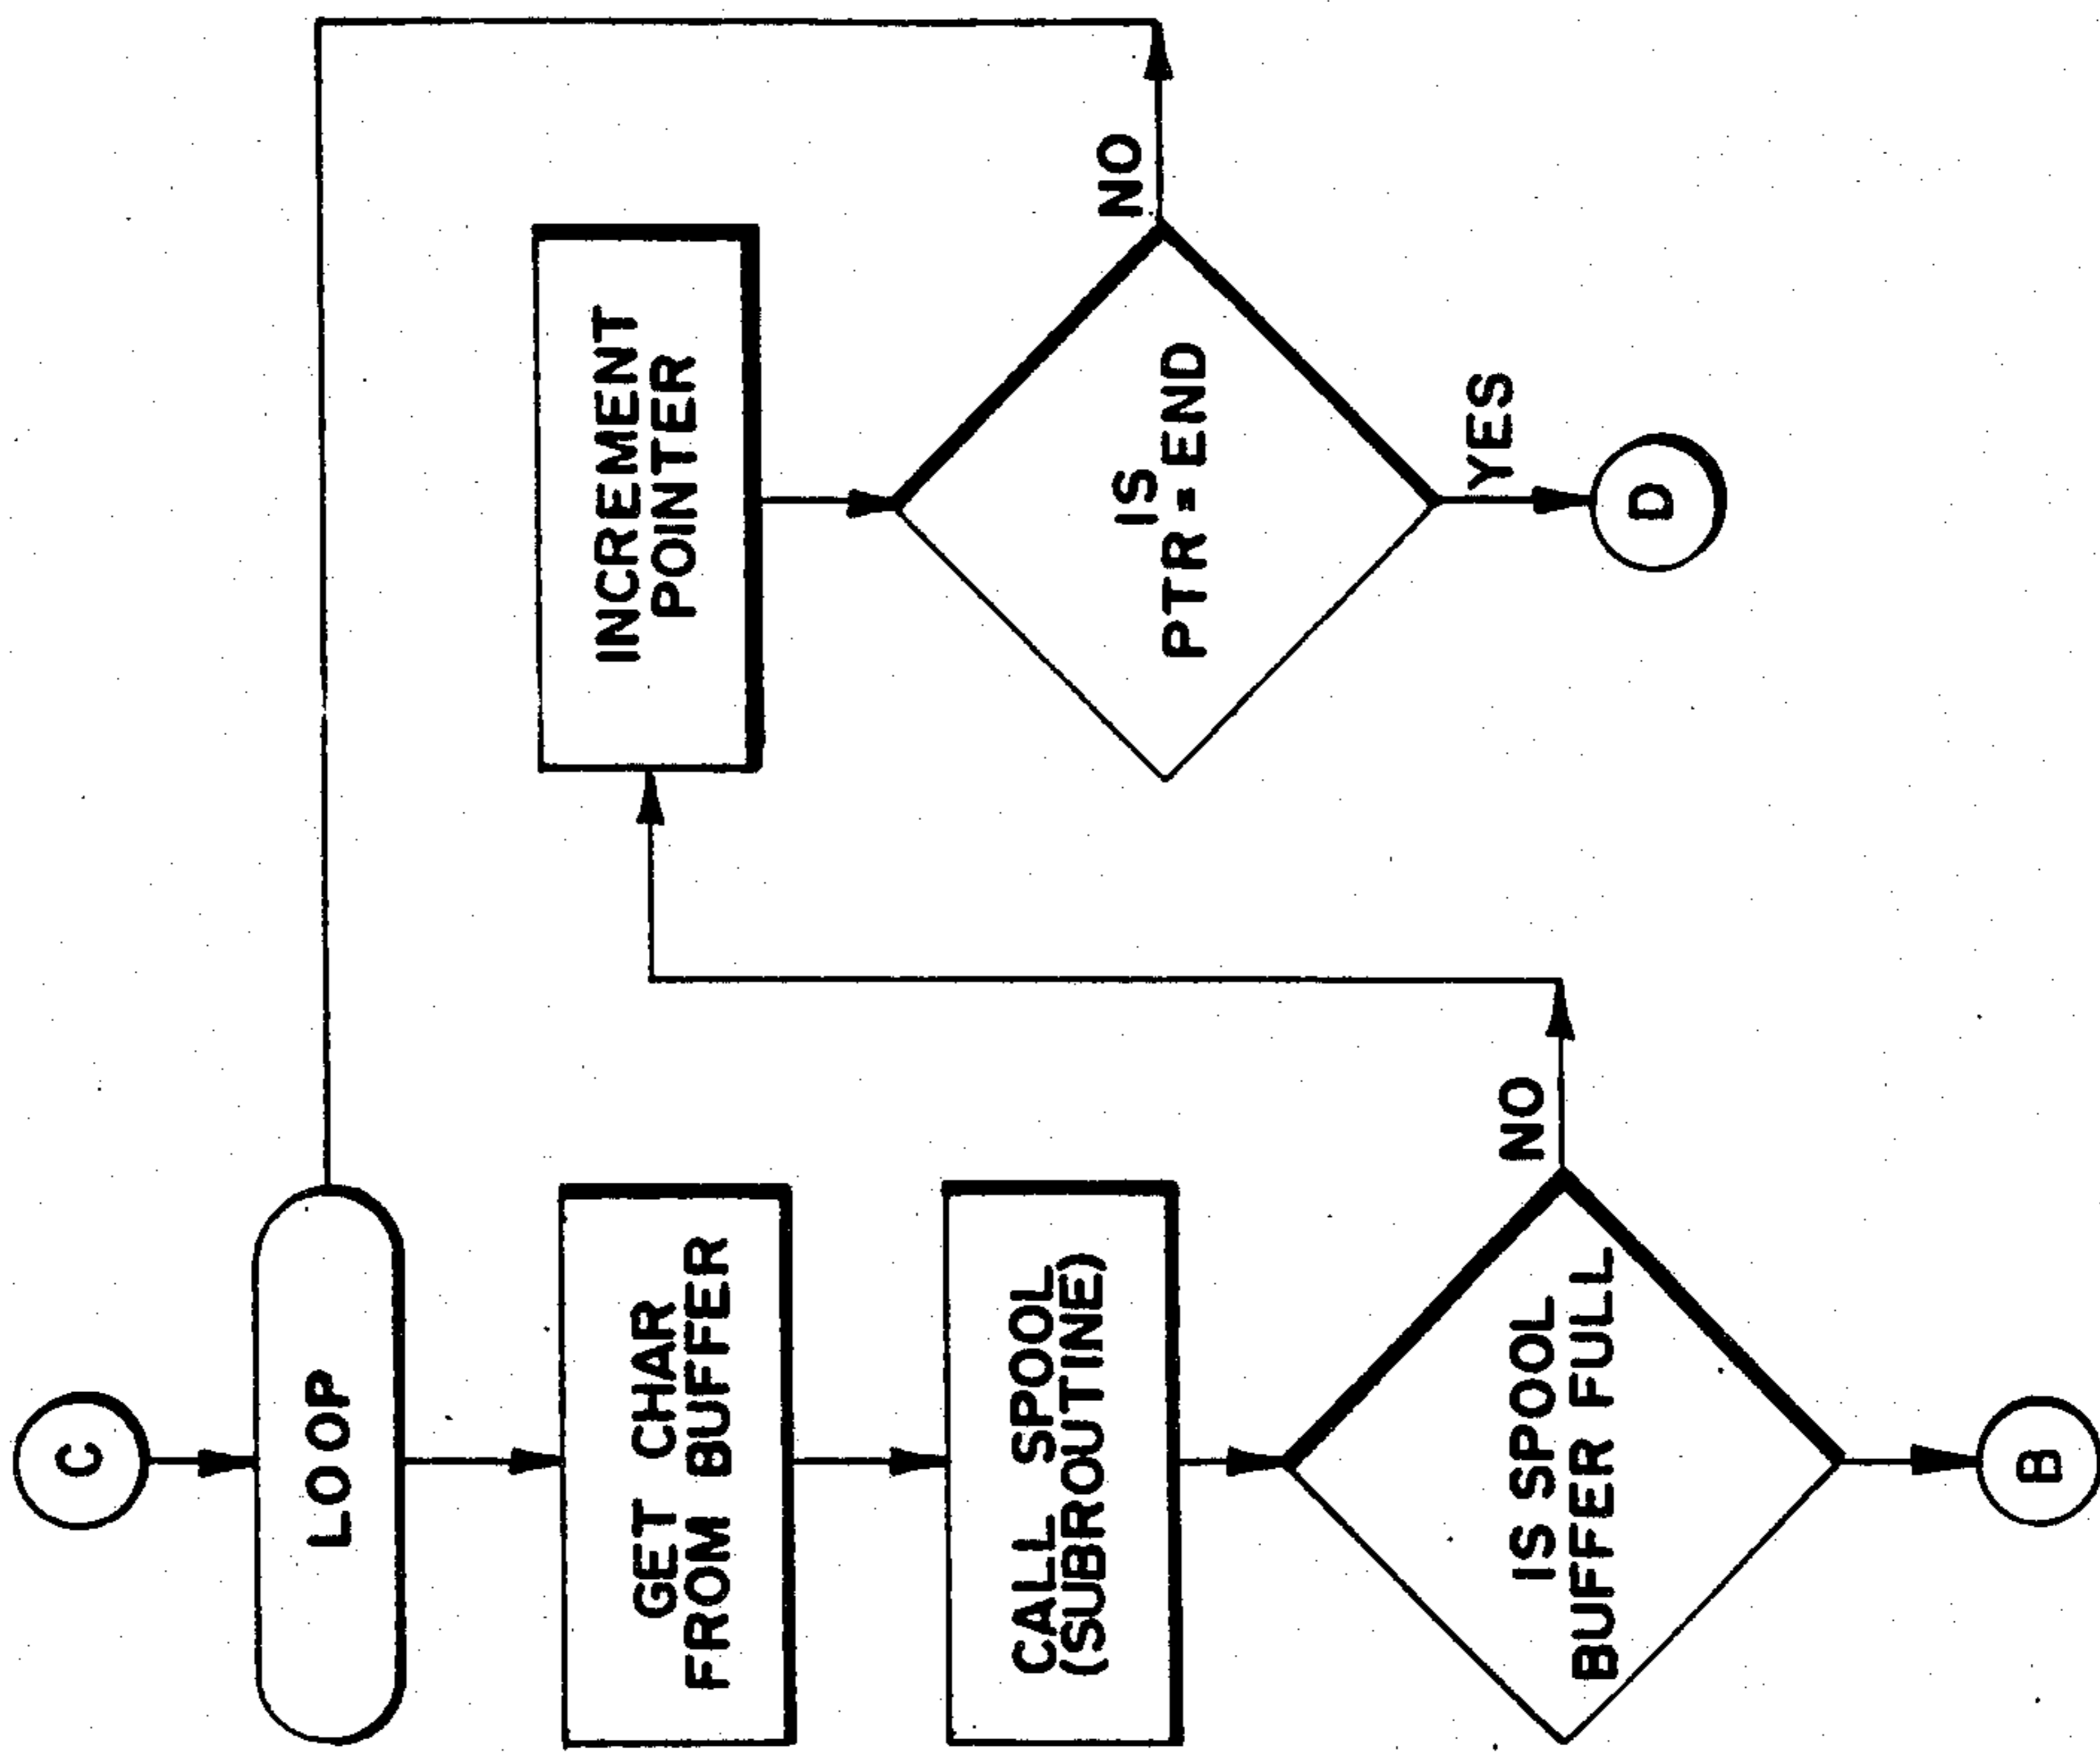 C
LOOP
GET CHAR
FROM BUFFER
CALL SPOOL
(SUBROUTINE)
IS SPOOL
BUFFER FULL
NO
B
INCREMENT
POINTER
IS
PTR = END
NO
YES
D